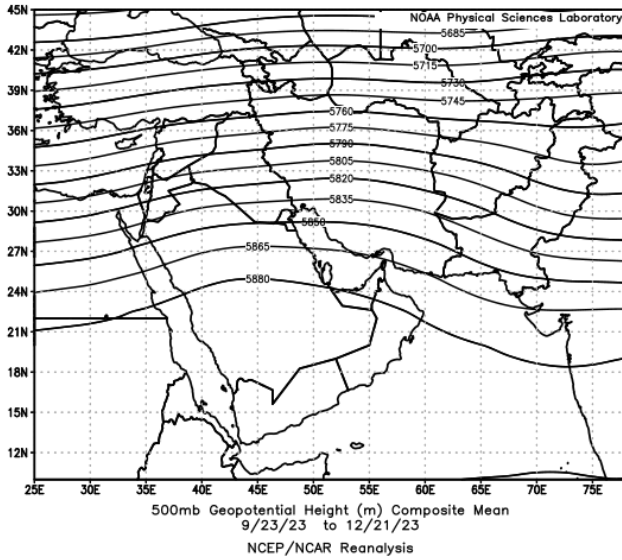 NOAA Physical Sciences Laboratory
45N
42N
39N
36N
33N
30N
27N
24N
21N
18N
15N
12N
5685
5700
5715
5730
5745
5760
5775
5790
5805
5820
5835
5850
5865
5880
25E 30E 35E 40E 45E 50E 55E 60E 65E 70E 75E
500mb Geopotential Height (m) Composite Mean
9/23/23 to 12/21/23
NCEP/NCAR Reanalysis